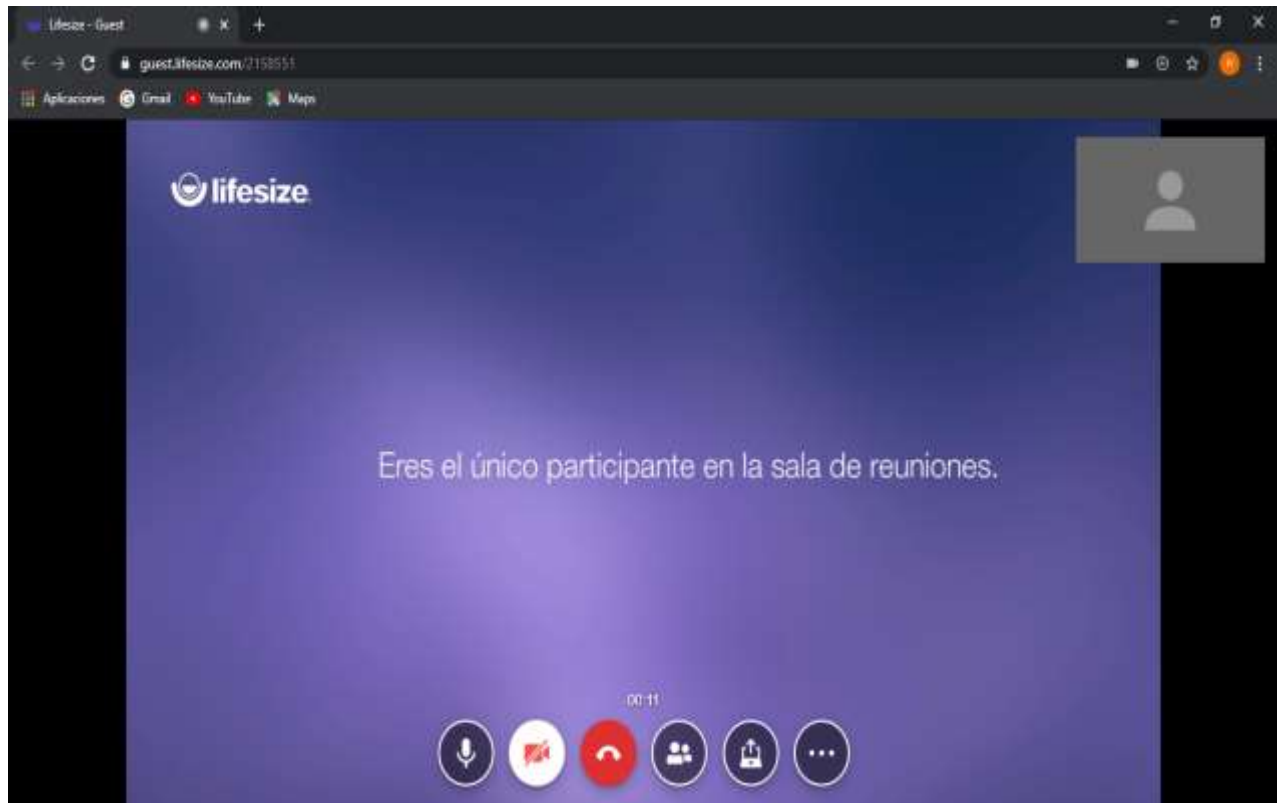 Lifesize - Guest
guest.lifesize.com/2158551
Aplicaciones Gmail YouTube Maps
lifesize
Eres el único participante en la sala de reuniones.
00:11